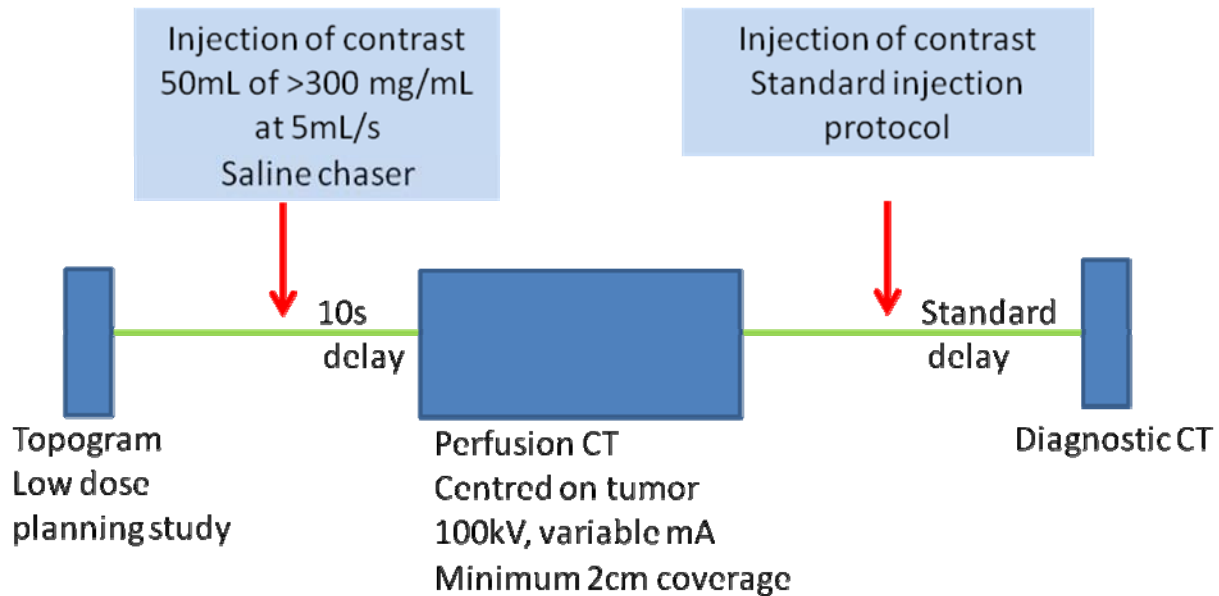 Injection of contrast
50mL of >300 mg/mL
at 5mL/s
Saline chaser
Injection of contrast
Standard injection
protocol
10s
delay
Standard
delay
Topogram
Low dose
planning study
Perfusion CT
Centred on tumor
100kV, variable mA
Minimum 2cm coverage
Diagnostic CT